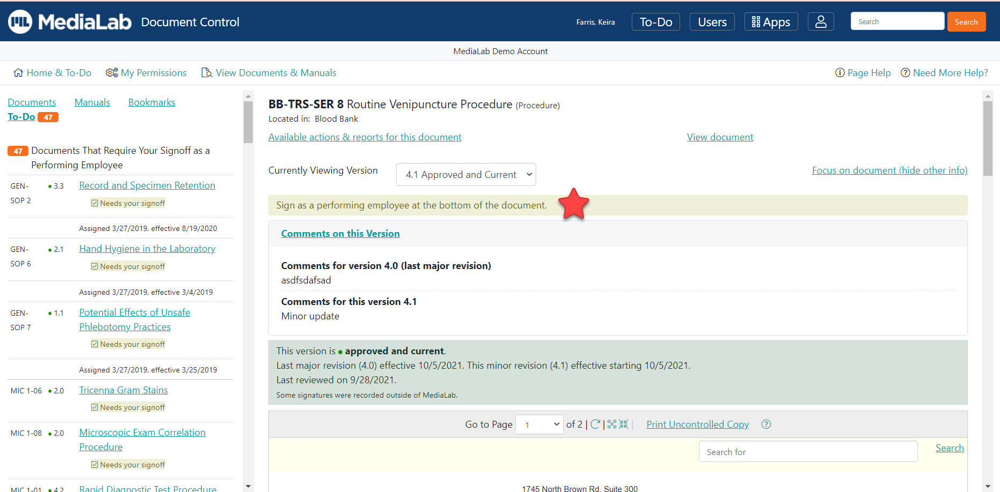 MediaLab Document Control
Farris, Keira
To-Do
Users
Apps
Search
Search
MediaLab Demo Account
Home & To-Do
My Permissions
View Documents & Manuals
Page Help
Need More Help?
Documents
Manuals
Bookmarks
To-Do 47
47 Documents That Require Your Signoff as a
Performing Employee
GEN-
SOP 2
3.3
Record and Specimen Retention
Needs your signoff
Assigned 3/27/2019, effective 8/19/2020
GEN-
SOP 6
2.1
Hand Hygiene in the Laboratory
Needs your signoff
Assigned 3/27/2019, effective 3/4/2019
GEN-
SOP 7
1.1
Potential Effects of Unsafe
Phlebotomy Practices
Needs your signoff
Assigned 3/27/2019, effective 3/25/2019
MIC 1-06
2.0
Tricenna Gram Stains
Needs your signoff
MIC 1-08
2.0
Microscopic Exam Correlation
Procedure
Needs your signoff
MIC 1-01
4.2
Rapid Diagnostic Test Procedure
BB-TRS-SER 8 Routine Venipuncture Procedure (Procedure)
Located in: Blood Bank
Available actions & reports for this document
View document
Currently Viewing Version
4.1 Approved and Current
Focus on document (hide other info)
Sign as a performing employee at the bottom of the document.
Comments on this Version
Comments for version 4.0 (last major revision)
asdfsdafsad
Comments for this version 4.1
Minor update
This version is ● approved and current.
Last major revision (4.0) effective 10/5/2021. This minor revision (4.1) effective starting 10/5/2021.
Last reviewed on 9/28/2021.
Some signatures were recorded outside of MediaLab.
Go to Page 1 of 2 | | | Print Uncontrolled Copy
Search for
Search
1745 North Brown Rd. Suite 300